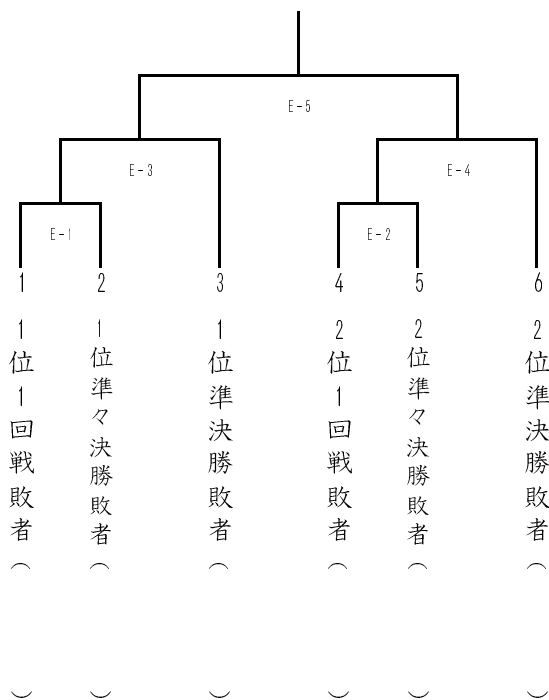 E-5
E-3
E-4
E-1
E-2
1
2
3
4
5
6
1位1回戦敗者（　　　）
1位準々決勝敗者（　　　）
1位準決勝敗者（　　　）
2位1回戦敗者（　　　）
2位準々決勝敗者（　　　）
2位準決勝敗者（　　　）